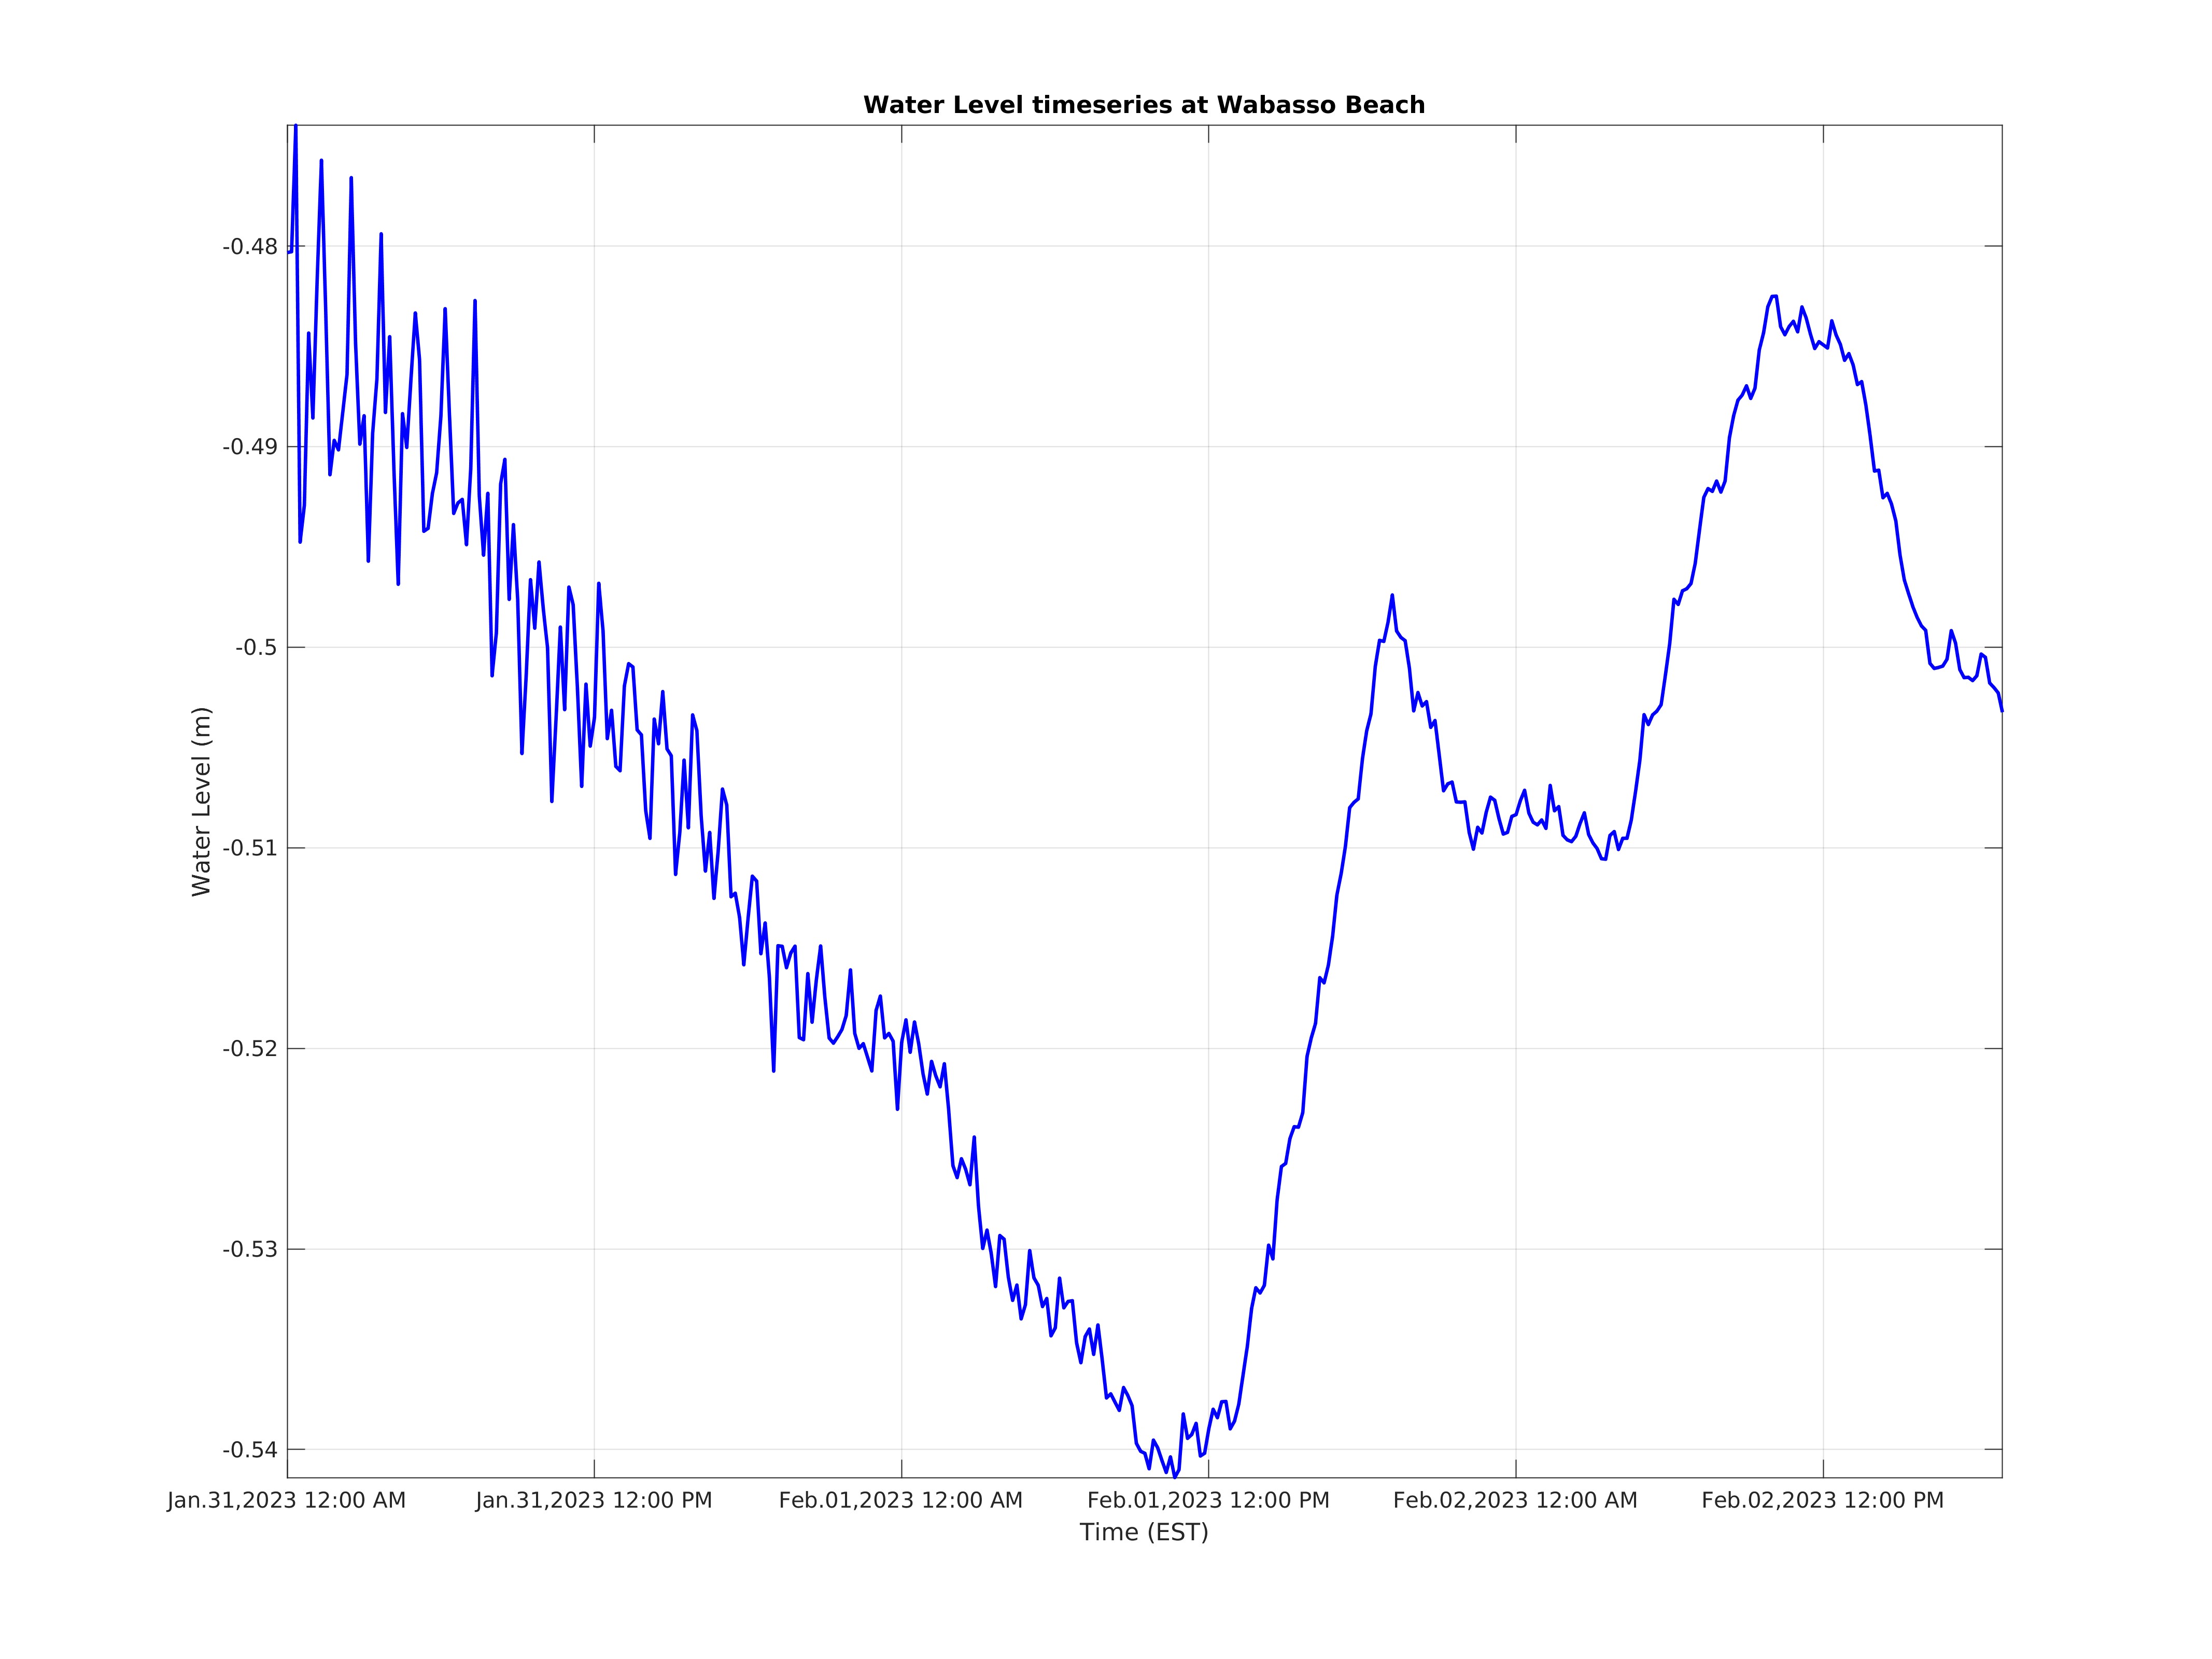 Water Level timeseries at Wabasso Beach
-0.48
-0.49
-0.5
-0.51
-0.52
-0.53
-0.54
Water Level (m)
Jan.31,2023 12:00 AM
Jan.31,2023 12:00 PM
Feb.01,2023 12:00 AM
Feb.01,2023 12:00 PM
Feb.02,2023 12:00 AM
Feb.02,2023 12:00 PM
Time (EST)